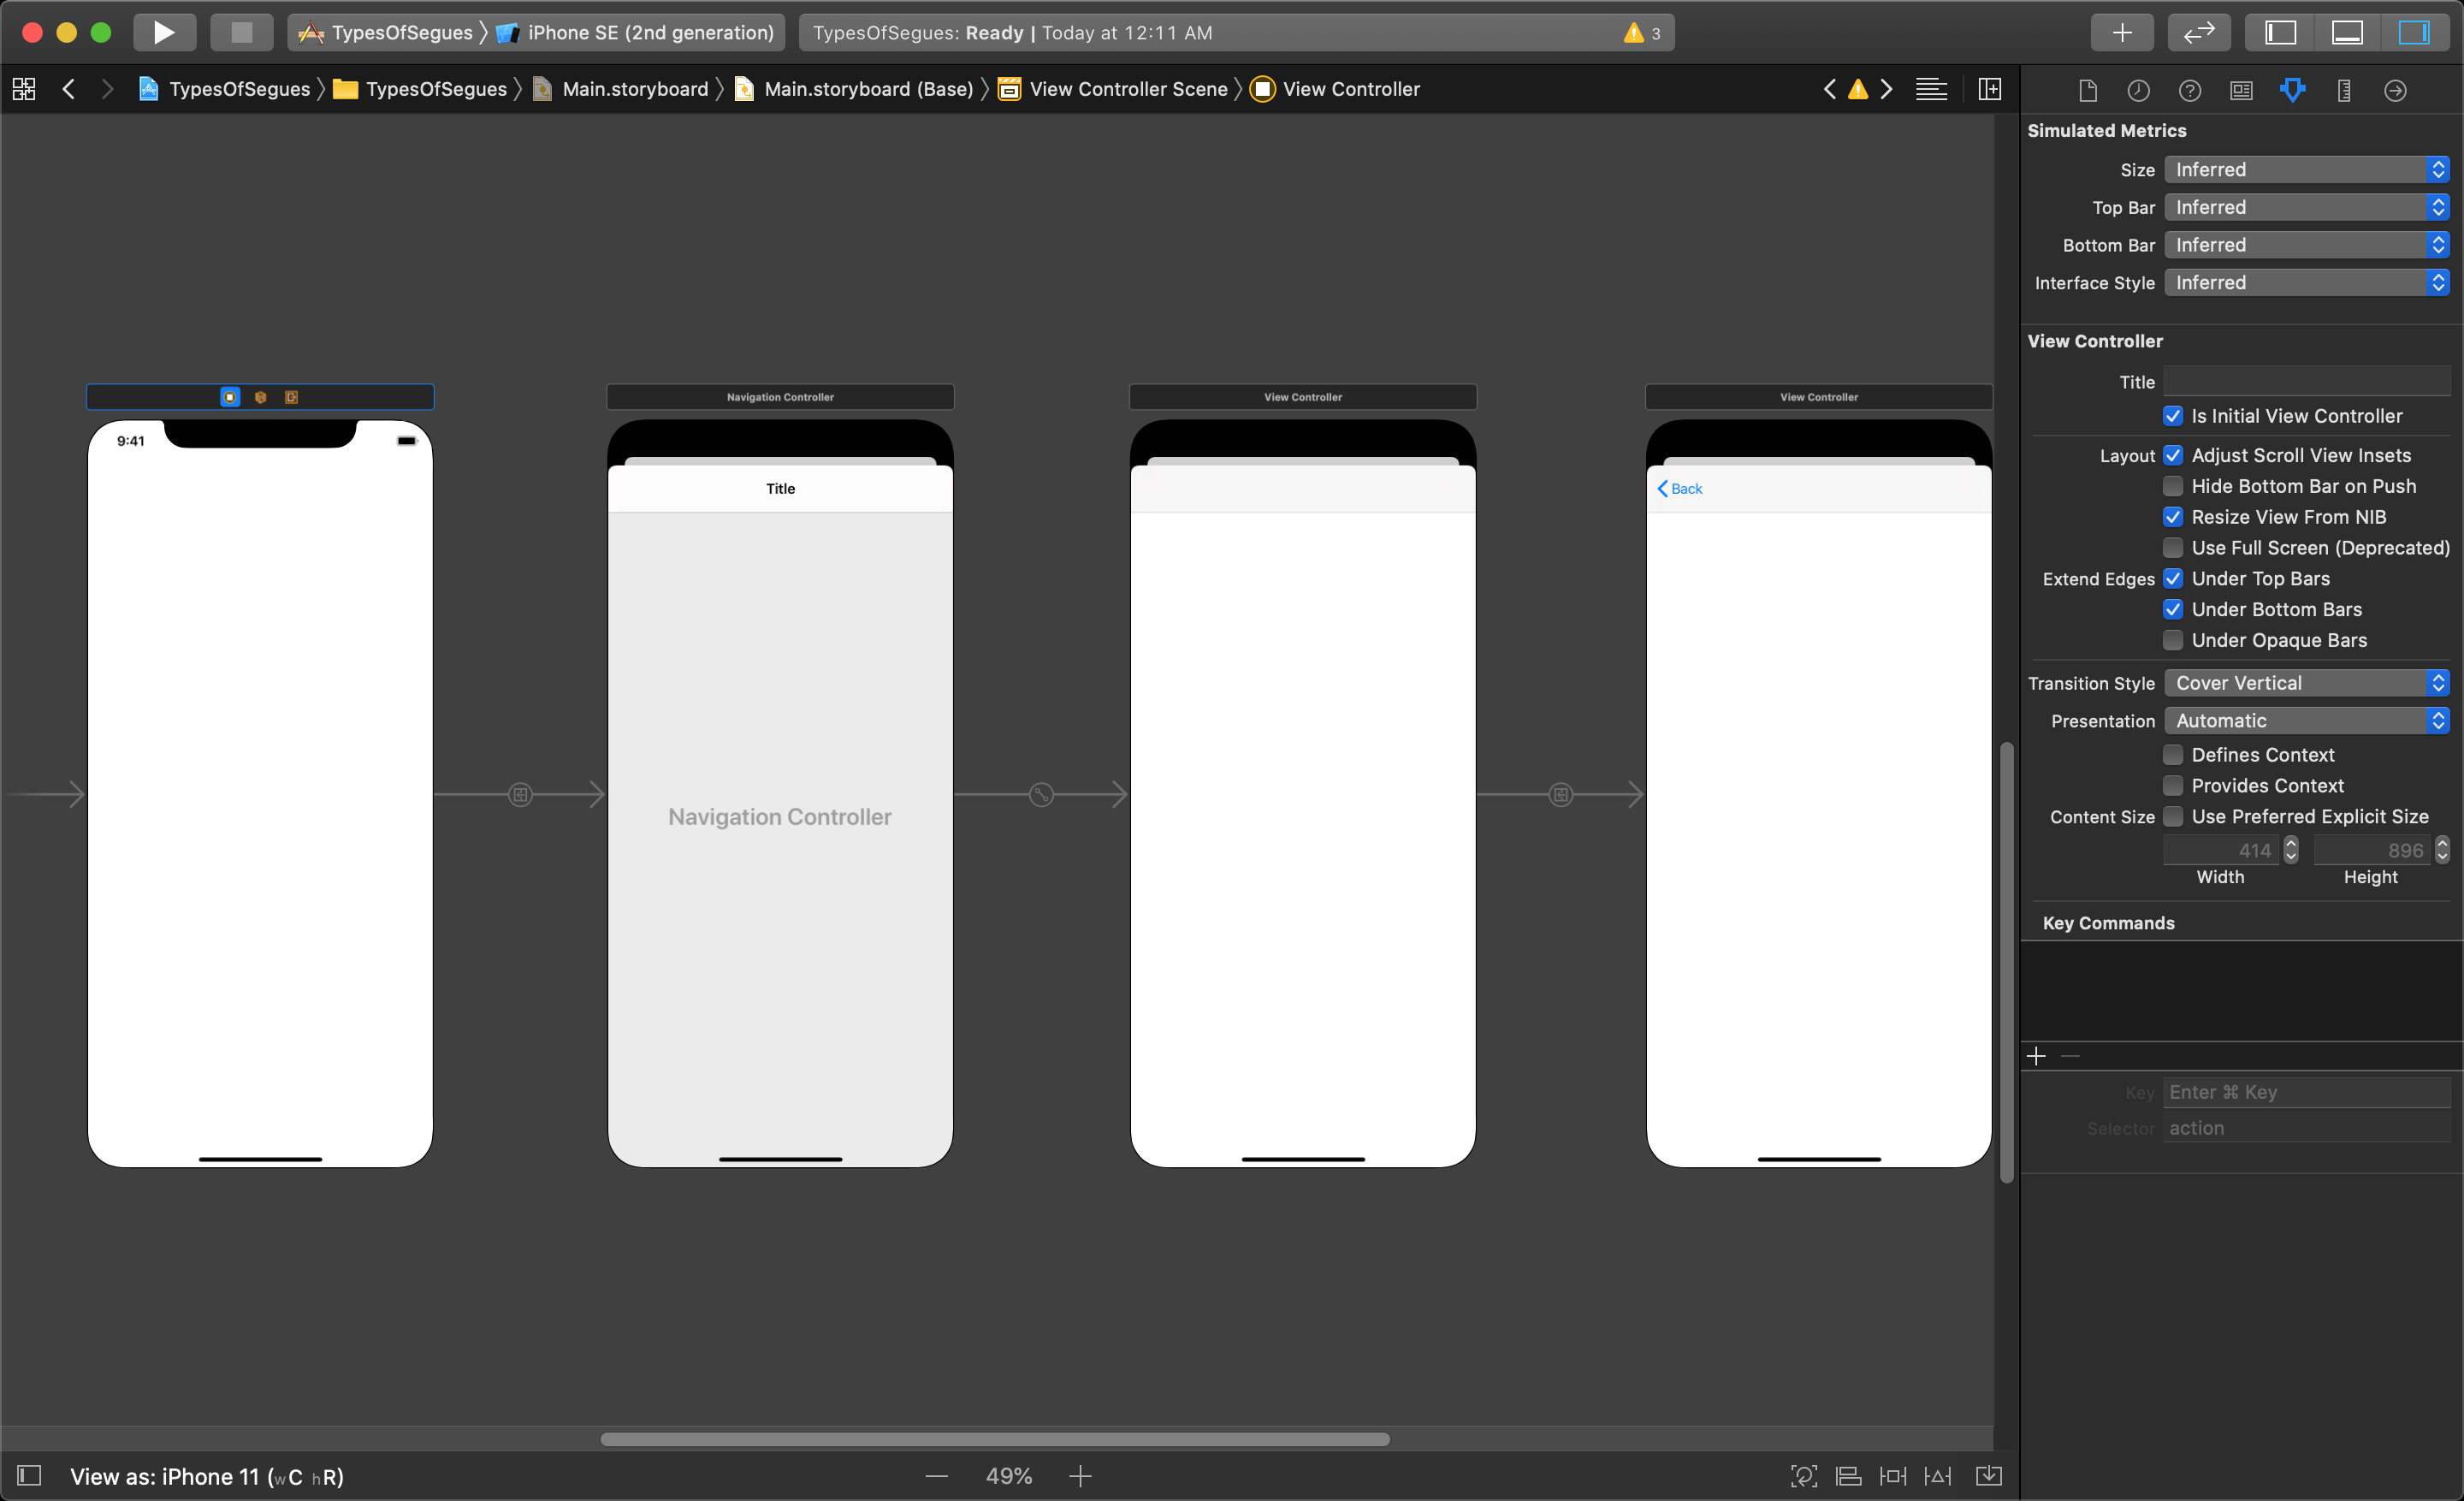 TypesOfSegues 〉 iPhone SE (2nd generation)
TypesOfSegues: Ready | Today at 12:11 AM
3
TypesOfSegues 〉 TypesOfSegues 〉 Main.storyboard 〉 Main.storyboard (Base) 〉 View Controller Scene 〉 View Controller
9:41
Navigation Controller
Title
Navigation Controller
View Controller
View Controller
Back
View as: iPhone 11 (wC hR)
49%
Simulated Metrics
Size Inferred
Top Bar Inferred
Bottom Bar Inferred
Interface Style Inferred
View Controller
Title
Is Initial View Controller
Layout Adjust Scroll View Insets
Hide Bottom Bar on Push
Resize View From NIB
Use Full Screen (Deprecated)
Extend Edges Under Top Bars
Under Bottom Bars
Under Opaque Bars
Transition Style Cover Vertical
Presentation Automatic
Defines Context
Provides Context
Content Size Use Preferred Explicit Size
414 896
Width Height
Key Commands
Key Enter ⌘ Key
Selector action